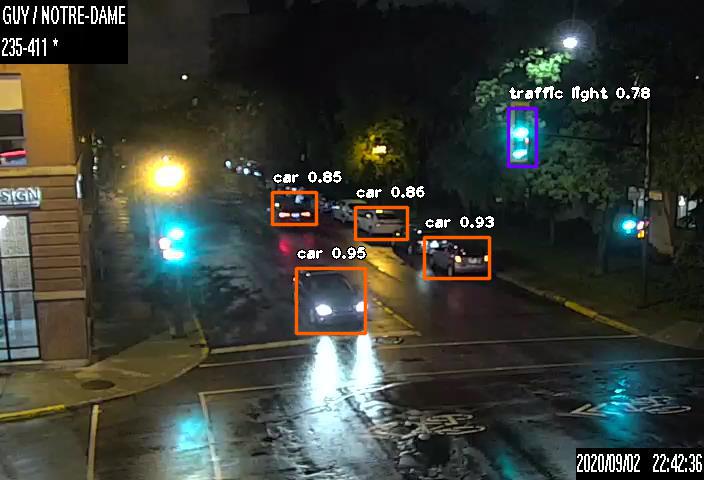 GUY / NOTRE-DAME
235-411 *
traffic light 0.78
car 0.85
car 0.86
car 0.93
SIGN
car 0.95
2020/09/02 22:42:36